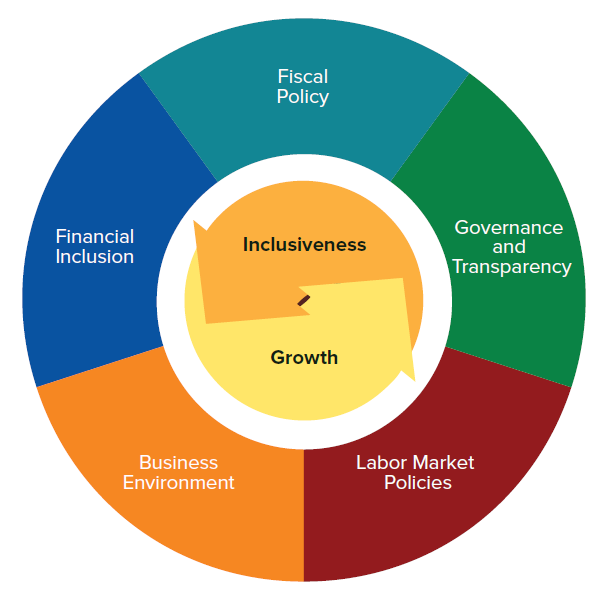 Fiscal
Policy
Governance
and
Transparency
Financial
Inclusion
Inclusiveness
Growth
Business
Environment
Labor Market
Policies